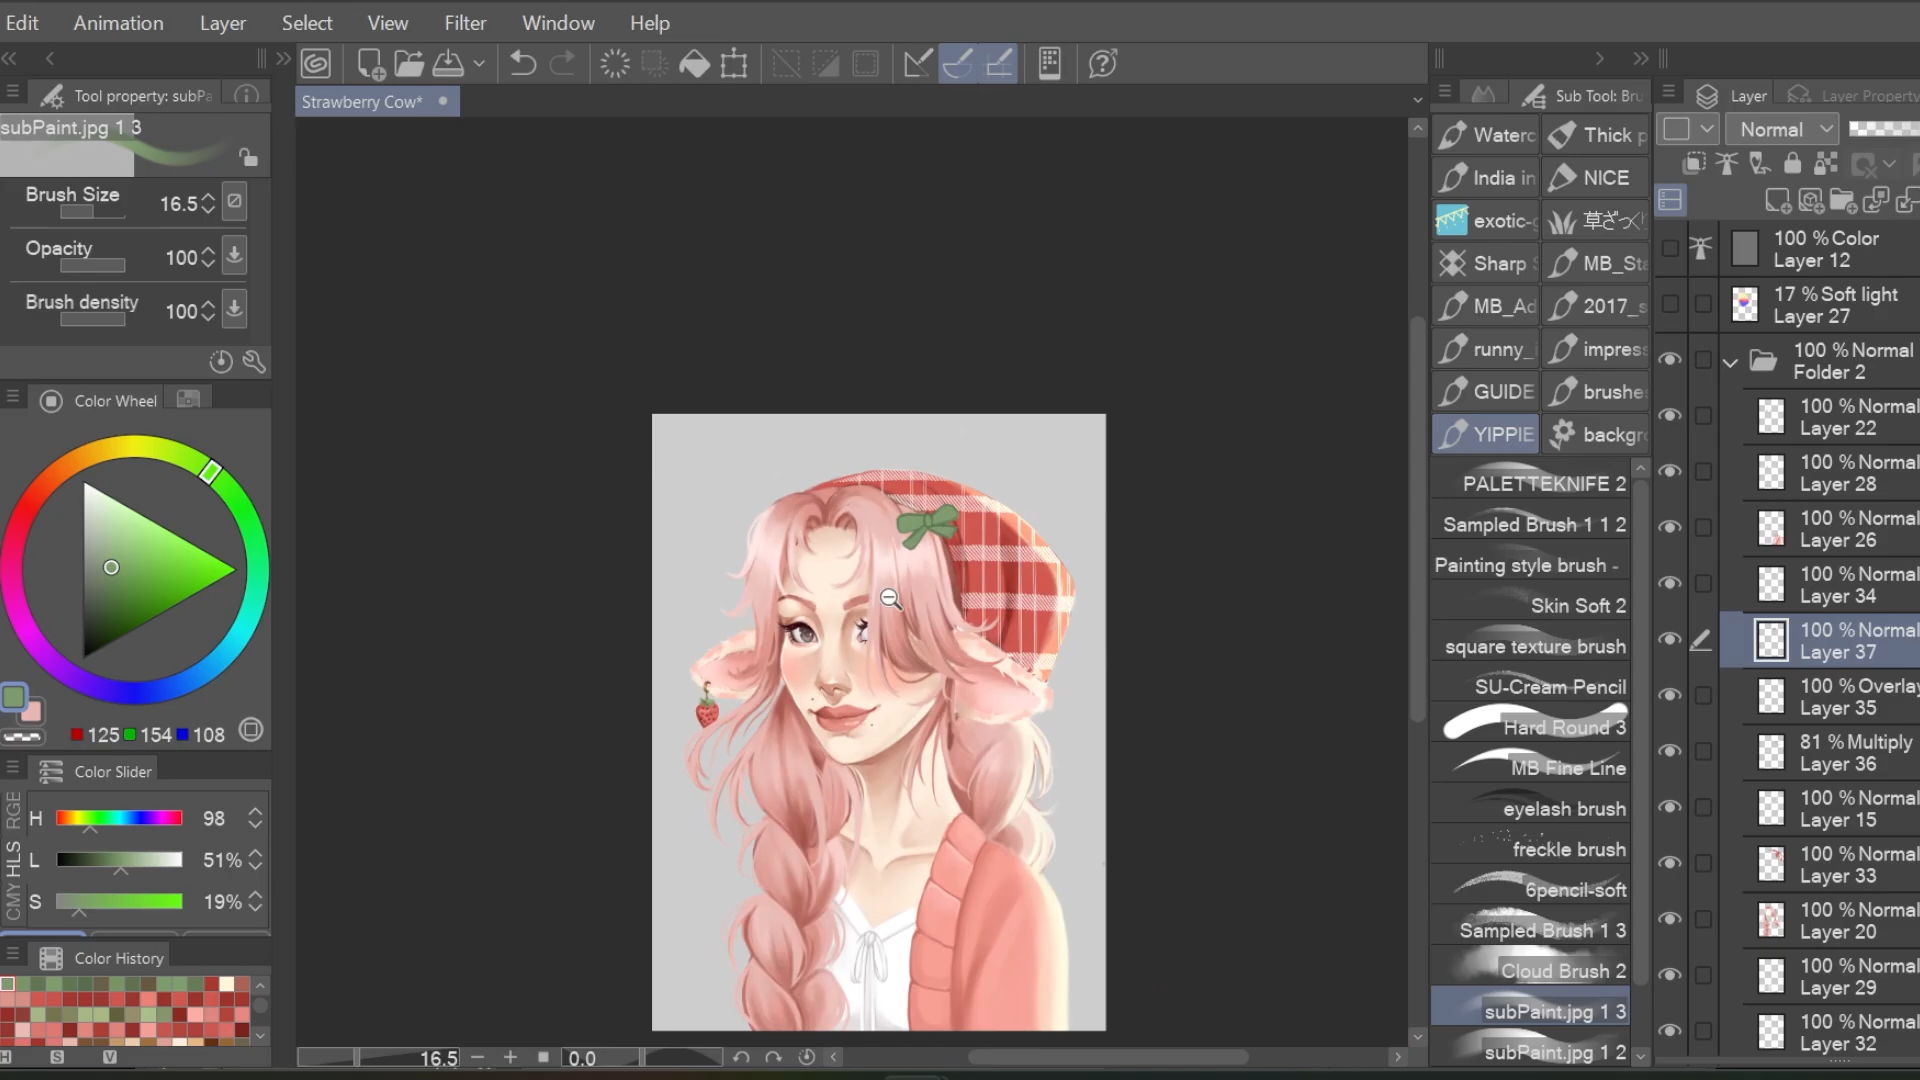 Edit Animation Layer Select View Filter Window Help
Tool property: subPa
Strawberry Cow*
Sub Tool: Bru
Layer
Layer Property
subPaint.jpg 1 3
Brush Size 16.5
Opacity 100
Brush density 100
Color Wheel
125 154 108
Color Slider
RGB
HLS
CMY
H 98
L 51%
S 19%
Color History
H S V
16.5
0.0
Waterc Thick p
India in NICE
exotic- 草ざっく
Sharp MB_Sta
MB_Ad 2017_s
runny_ impress
GUIDE brushe
YIPPIE backgr
PALETTEKNIFE 2
Sampled Brush 1 1 2
Painting style brush -
Skin Soft 2
square texture brush
SU-Cream Pencil
Hard Round 3
MB Fine Line
eyelash brush
freckle brush
6pencil-soft
Sampled Brush 1 3
Cloud Brush 2
subPaint.jpg 1 3
subPaint.jpg 1 2
Normal
100 % Color
Layer 12
17 % Soft light
Layer 27
100 % Normal
Folder 2
100 % Normal
Layer 22
100 % Normal
Layer 28
100 % Normal
Layer 26
100 % Normal
Layer 34
100 % Normal
Layer 37
100 % Overlay
Layer 35
81 % Multiply
Layer 36
100 % Normal
Layer 15
100 % Normal
Layer 33
100 % Normal
Layer 20
100 % Normal
Layer 29
100 % Normal
Layer 32